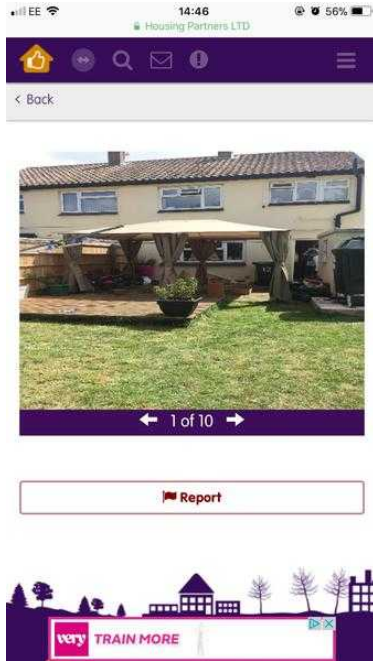 EE 14:46 56%
Housing Partners LTD
< Back
1 of 10
Report
very TRAIN MORE